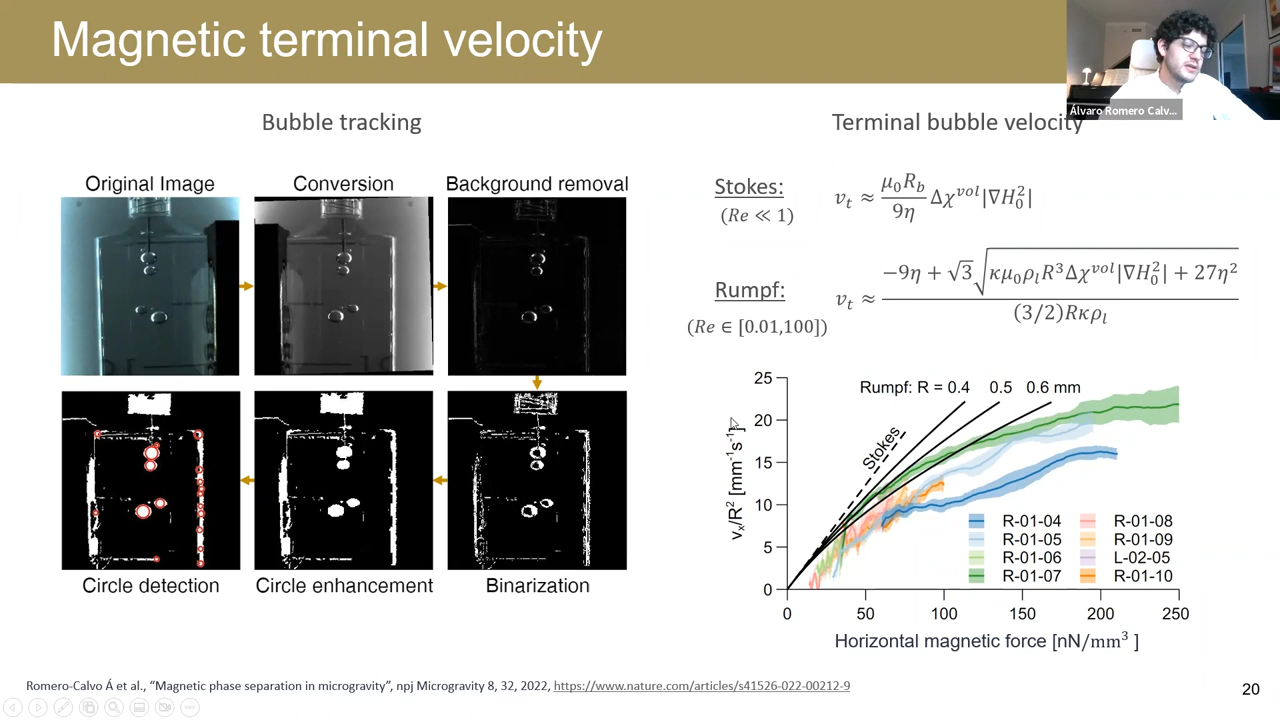 Magnetic terminal velocity
Álvaro Romero Calv...
Bubble tracking
Terminal bubble velocity
Original Image
Conversion
Background removal
Circle detection
Circle enhancement
Binarization
Stokes:
(Re ≪ 1)
v_t ≈ μ₀R_b / 9η Δχ^vol |∇H₀²|
Rumpf:
(Re ∈ [0.01,100])
v_t ≈ (−9η + √3 √(κμ₀ρ_l R³Δχ^vol |∇H₀²| + 27η²)) / ((3/2)Rκρ_l)
Rumpf: R = 0.4 0.5 0.6 mm
Stokes
25
20
15
10
5
0
vₓ/R² [mm⁻¹s⁻¹]
R-01-04
R-01-05
R-01-06
R-01-07
R-01-08
R-01-09
L-02-05
R-01-10
0 50 100 150 200 250
Horizontal magnetic force [nN/mm³ ]
Romero-Calvo Á et al., “Magnetic phase separation in microgravity”, npj Microgravity 8, 32, 2022, https://www.nature.com/articles/s41526-022-00212-9
20